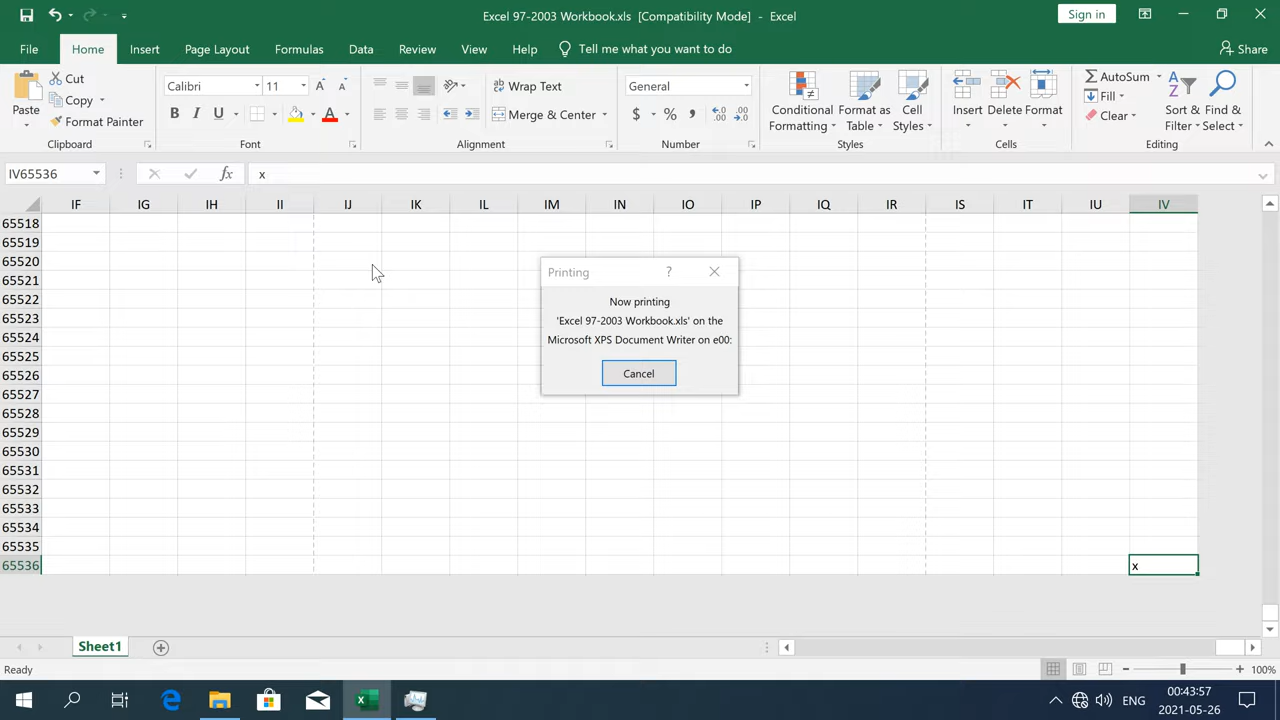 Excel 97-2003 Workbook.xls  [Compatibility Mode]  -  Excel
Sign in
File
Home
Insert
Page Layout
Formulas
Data
Review
View
Help
Tell me what you want to do
Share
Paste
Cut
Copy
Format Painter
Clipboard
Calibri
11
B
I
U
A
Font
ab
Wrap Text
Merge & Center
Alignment
General
$
%
,
Number
Conditional
Formatting
Format as
Table
Cell
Styles
Styles
Insert
Delete
Format
Cells
AutoSum
Fill
Clear
Sort &
Filter
Find &
Select
Editing
IV65536
fx
x
IF
IG
IH
II
IJ
IK
IL
IM
IN
IO
IP
IQ
IR
IS
IT
IU
IV
65518
65519
65520
65521
65522
65523
65524
65525
65526
65527
65528
65529
65530
65531
65532
65533
65534
65535
65536
x
Printing
?
Now printing
'Excel 97-2003 Workbook.xls' on the
Microsoft XPS Document Writer on e00:
Cancel
Sheet1
Ready
100%
ENG
00:43:57
2021-05-26